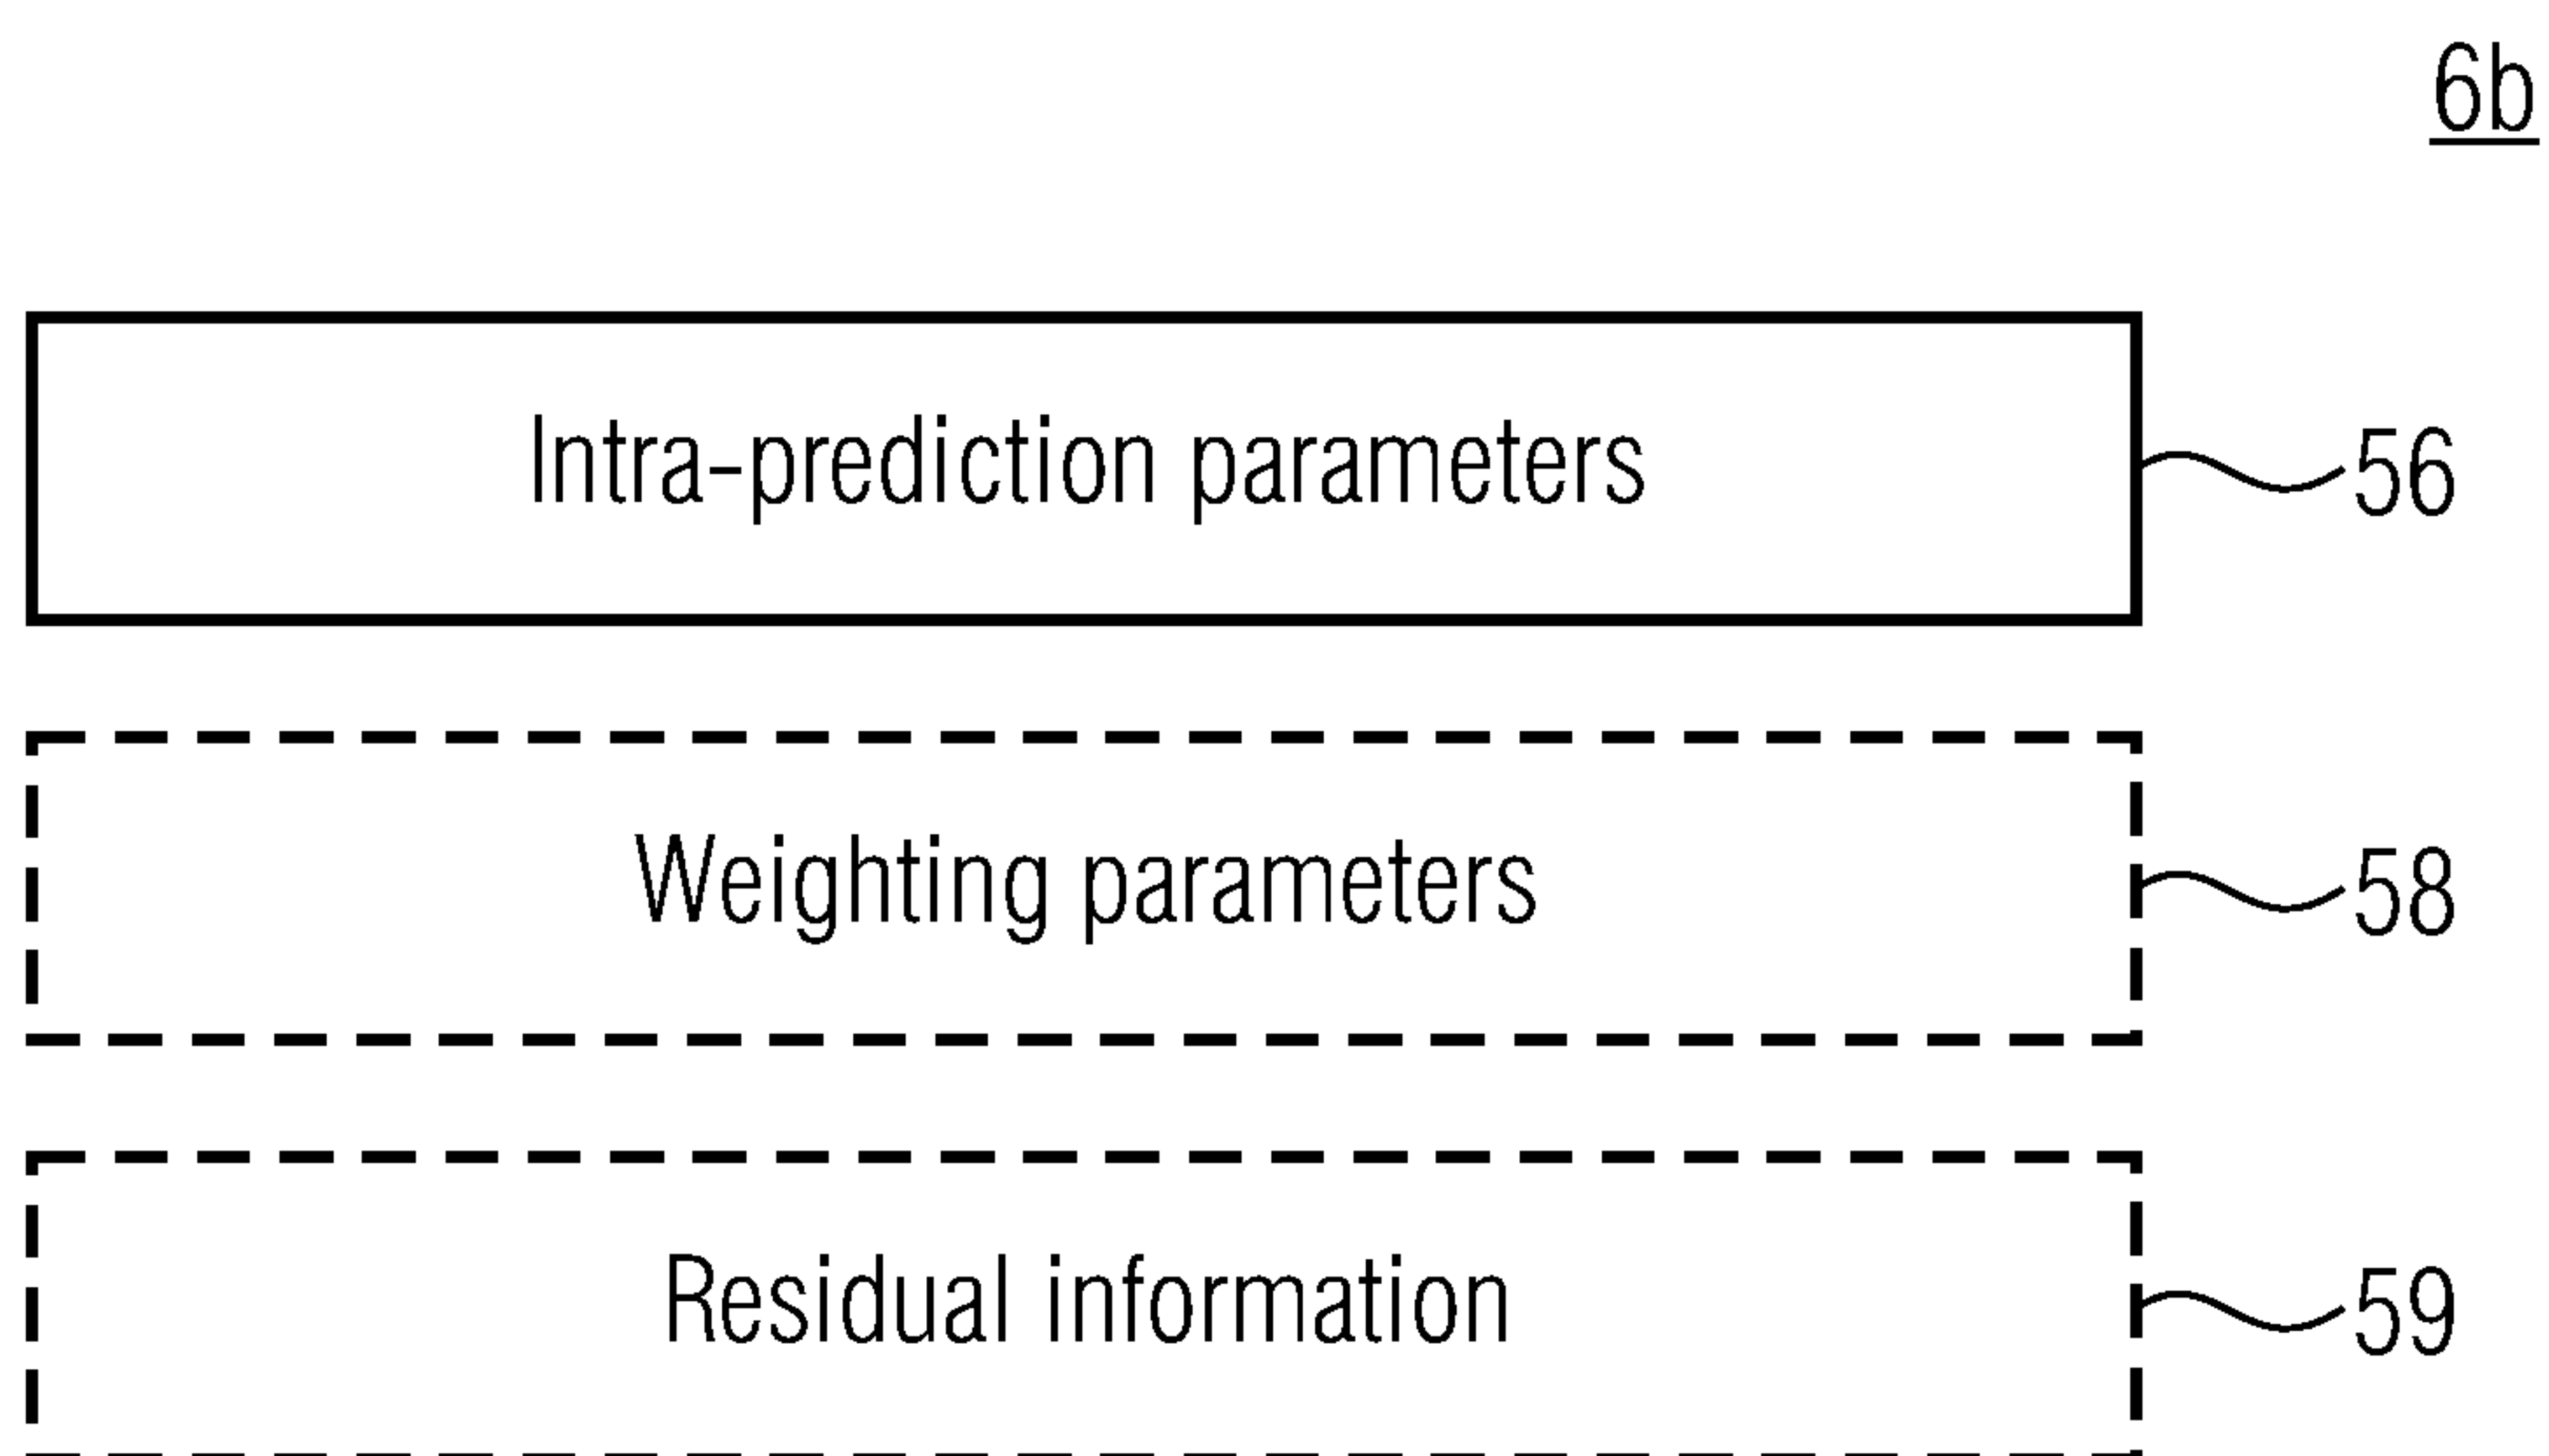 6b
Intra-prediction parameters
56
Weighting parameters
58
Residual information
59